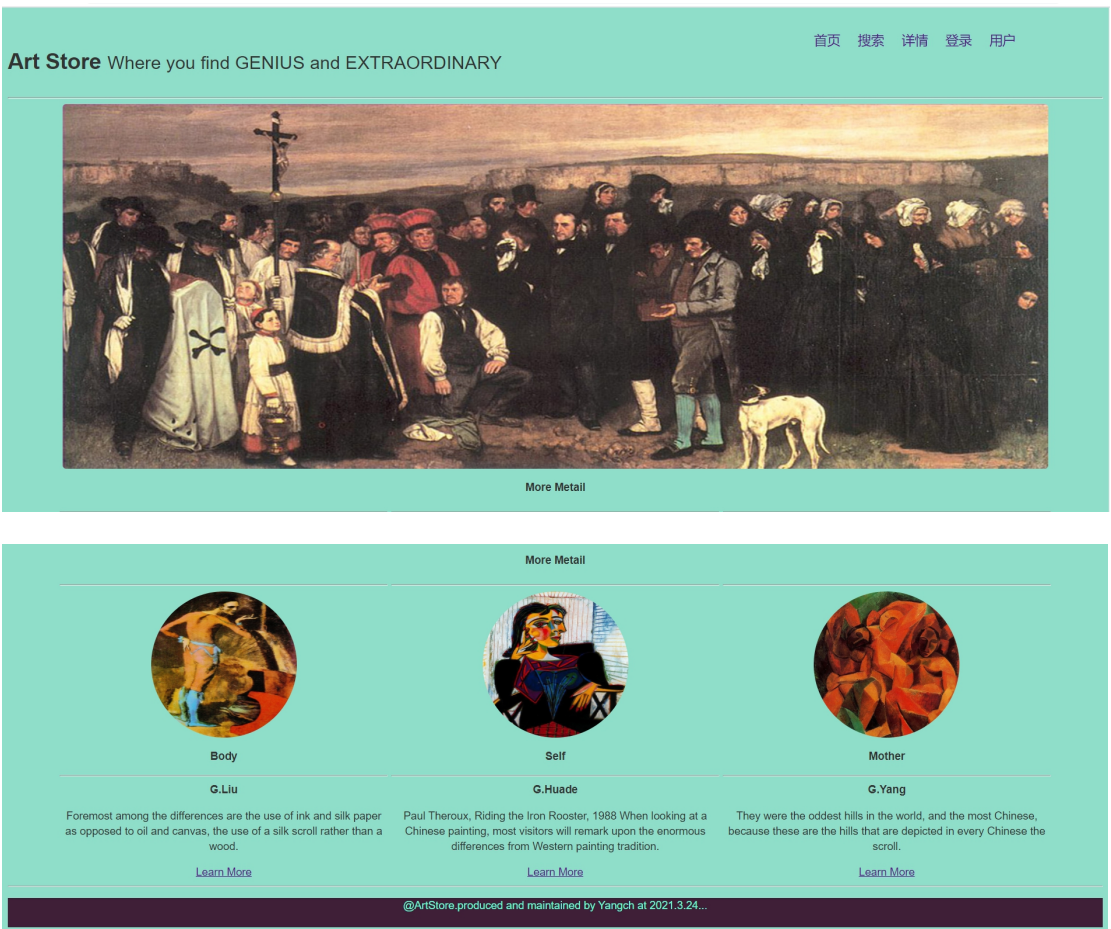 首页 搜索 详情 登录 用户
Art Store Where you find GENIUS and EXTRAORDINARY
More Metail
More Metail
Body
Self
Mother
G.Liu
G.Huade
G.Yang
Foremost among the differences are the use of ink and silk paper
as opposed to oil and canvas, the use of a silk scroll rather than a
wood.
Paul Theroux, Riding the Iron Rooster, 1988 When looking at a
Chinese painting, most visitors will remark upon the enormous
differences from Western painting tradition.
They were the oddest hills in the world, and the most Chinese,
because these are the hills that are depicted in every Chinese the
scroll.
Learn More
Learn More
Learn More
@ArtStore.produced and maintained by Yangch at 2021.3.24...